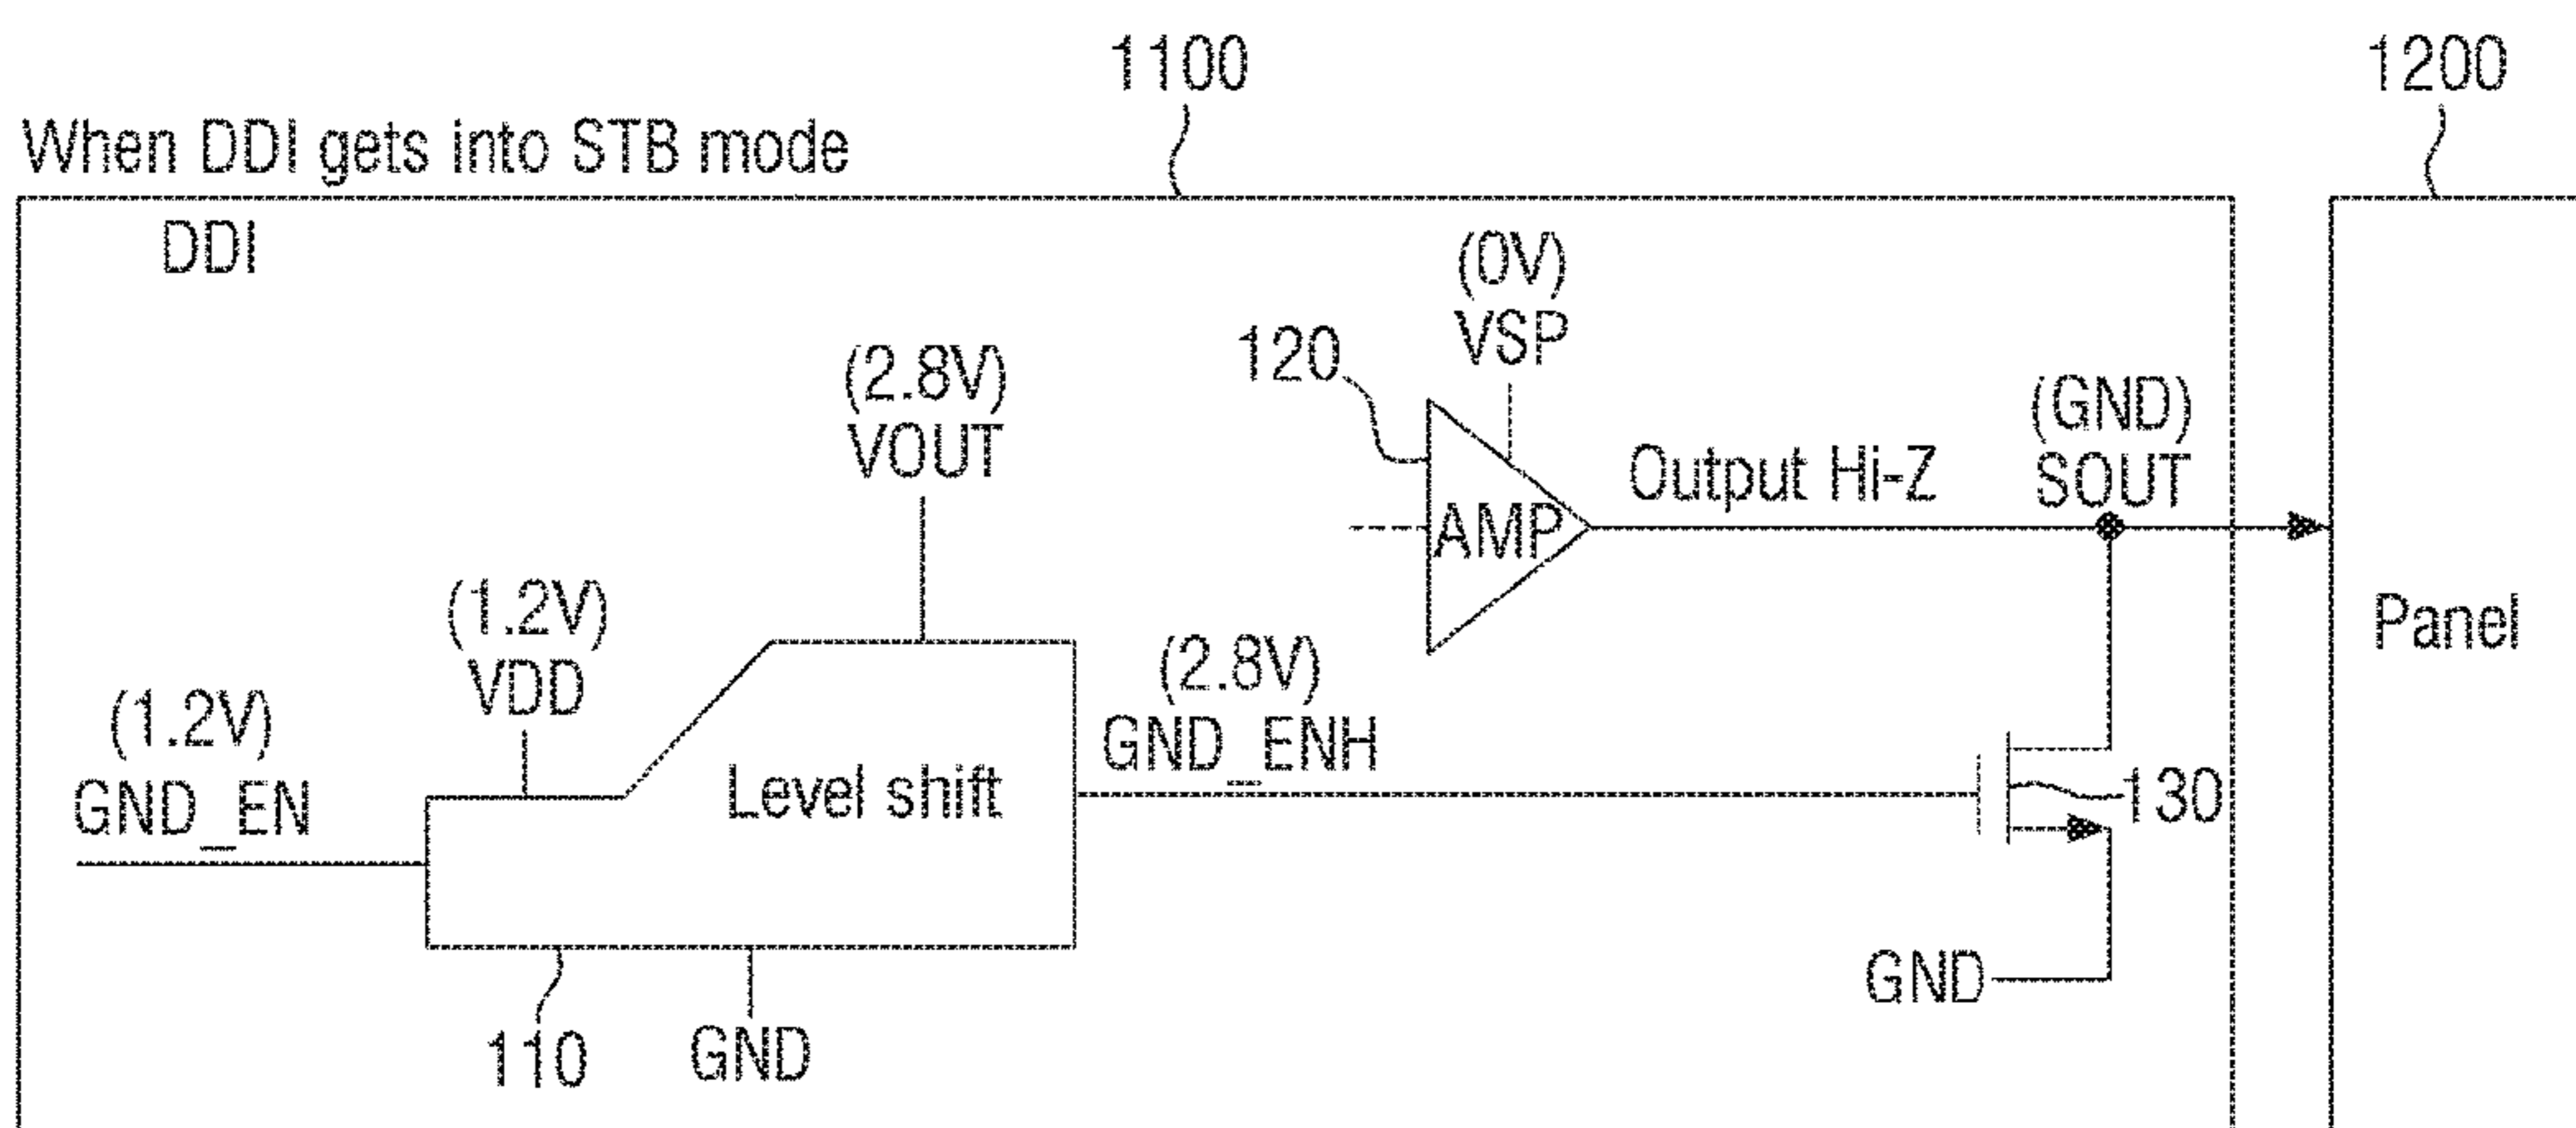 1100
1200
When DDI gets into STB mode
DDI
(0V)
VSP
120
(2.8V)
VOUT
(GND)
SOUT
Output Hi-Z
AMP
(1.2V)
VDD
(1.2V)
GND_EN
Level shift
(2.8V)
GND_ENH
Panel
130
GND
110
GND